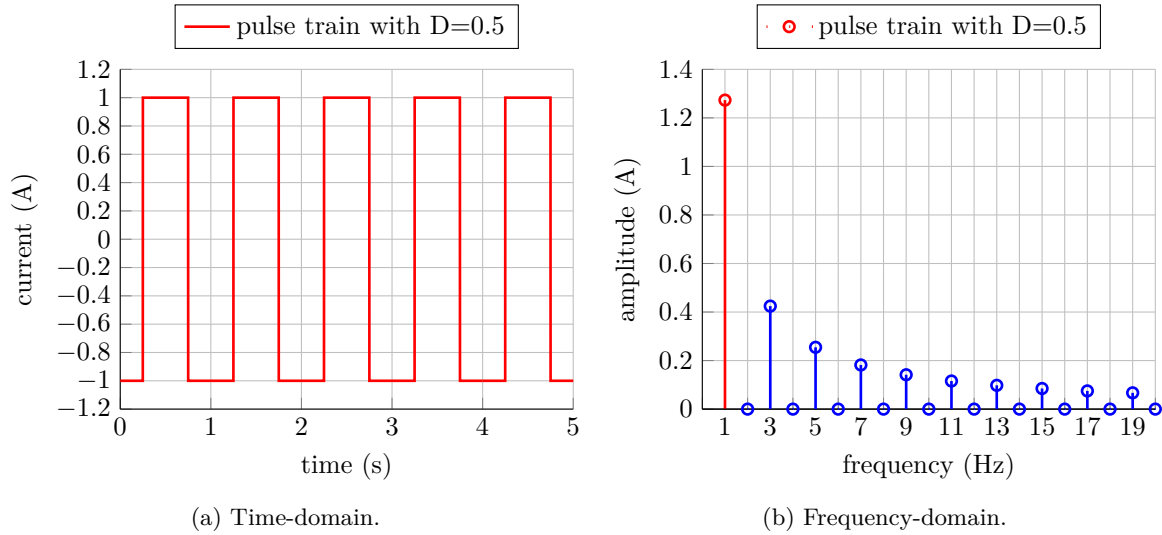 pulse train with D=0.5
1.2
1
0.8
0.6
0.4
0.2
0
−0.2
−0.4
−0.6
−0.8
−1
−1.2
current (A)
0 1 2 3 4 5
time (s)
(a) Time-domain.
pulse train with D=0.5
1.4
1.2
1
0.8
0.6
0.4
0.2
0
amplitude (A)
1 3 5 7 9 11 13 15 17 19
frequency (Hz)
(b) Frequency-domain.